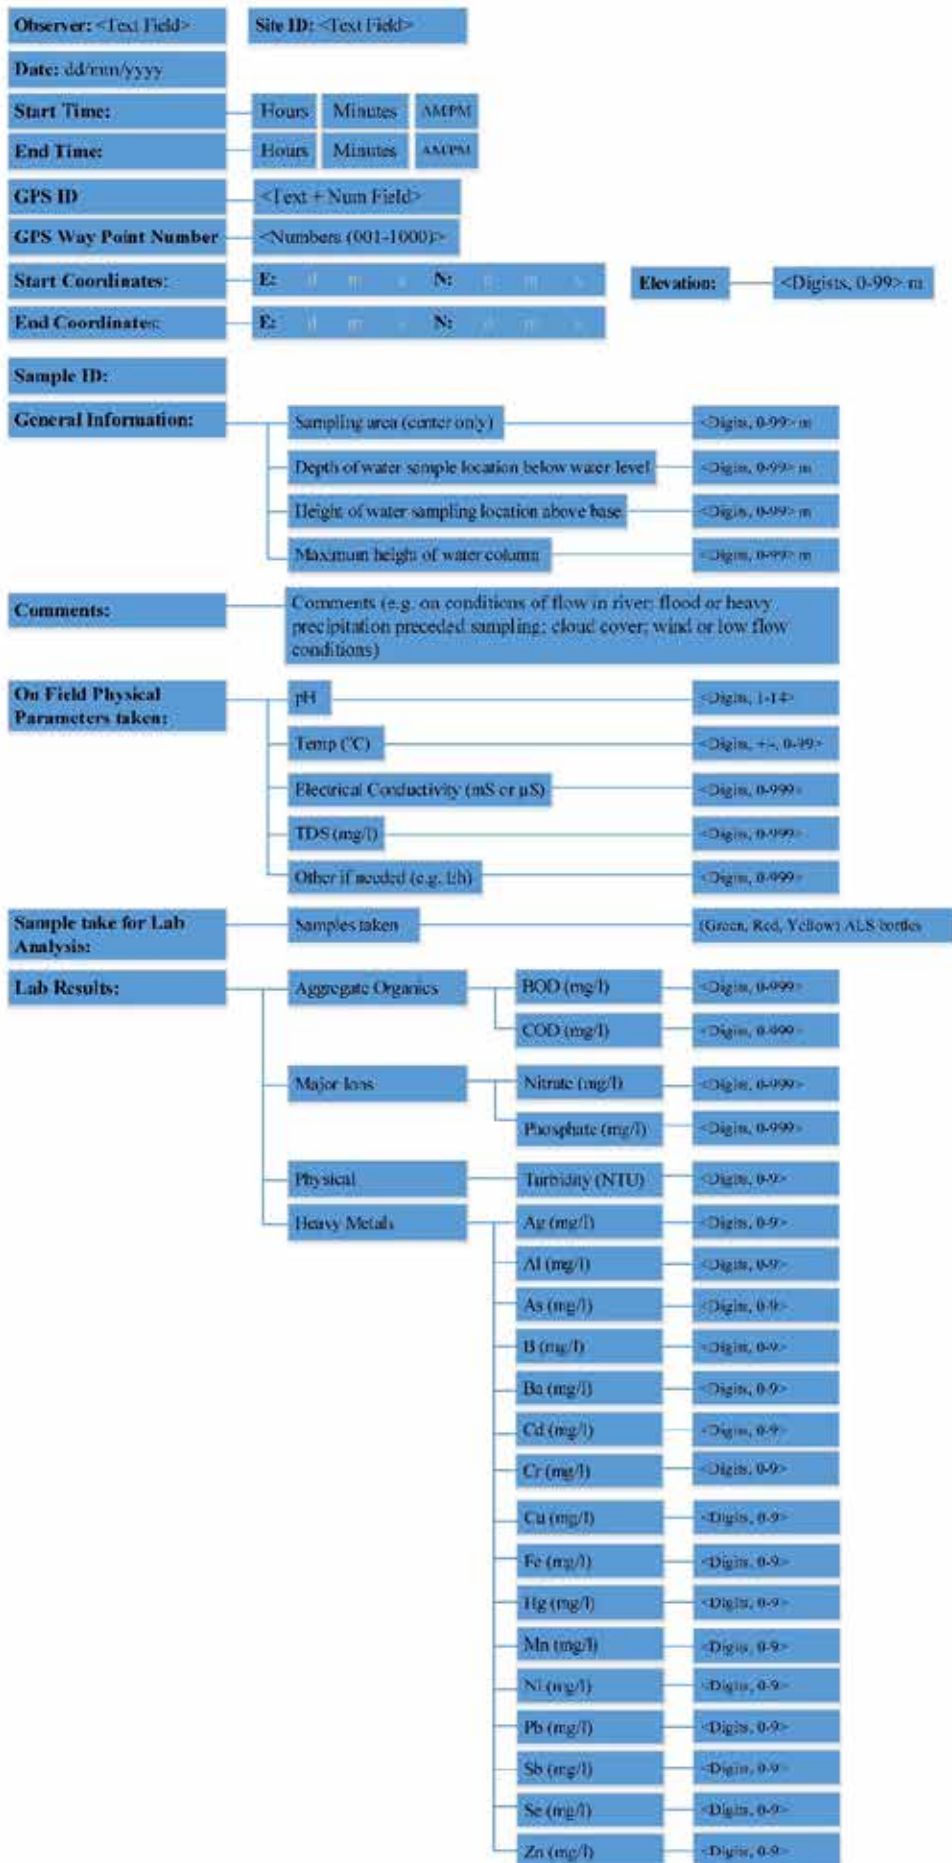 Observer: <Text Field> Site ID: <Text Field>
Date: dd/mm/yyyy
Start Time: Hours Minutes AM/PM
End Time: Hours Minutes AM/PM
GPS ID <Text + Num Field>
GPS Way Point Number <Numbers (001-1000)>
Start Coordinates: E: d m s N: m s Elevation: <Digists, 0-99> m
End Coordinates: E: d m s N: m s
Sample ID:
General Information: Sampling area (center only) <Digits, 0-99> m
Depth of water sample location below water level <Digits, 0-99> m
Height of water sampling location above base <Digits, 0-99> m
Maximum height of water column <Digits, 0-99> m
Comments: Comments (e.g. on conditions of flow in river; flood or heavy
precipitation preceded sampling; cloud cover; wind or low flow
conditions)
On Field Physical
Parameters taken: pH <Digits, 1-14>
Temp (°C) <Digits, +-, 0-99>
Electrical Conductivity (mS or µS) <Digits, 0-999>
TDS (mg/l) <Digits, 0-999>
Other if needed (e.g. Eh) <Digits, 0-999>
Sample take for Lab
Analysis: Samples taken (Green, Red, Yellow) ALS bottles
Lab Results: Aggregate Organics BOD (mg/l) <Digits, 0-999>
COD (mg/l) <Digits, 0-999>
Major Ions Nitrate (mg/l) <Digits, 0-999>
Phosphate (mg/l) <Digits, 0-999>
Physical Turbidity (NTU) <Digits, 0-9>
Heavy Metals Ag (mg/l) <Digits, 0-9>
Al (mg/l) <Digits, 0-9>
As (mg/l) <Digits, 0-9>
B (mg/l) <Digits, 0-9>
Ba (mg/l) <Digits, 0-9>
Cd (mg/l) <Digits, 0-9>
Cr (mg/l) <Digits, 0-9>
Cu (mg/l) <Digits, 0-9>
Fe (mg/l) <Digits, 0-9>
Hg (mg/l) <Digits, 0-9>
Mn (mg/l) <Digits, 0-9>
Ni (mg/l) <Digits, 0-9>
Pb (mg/l) <Digits, 0-9>
Sb (mg/l) <Digits, 0-9>
Se (mg/l) <Digits, 0-9>
Zn (mg/l) <Digits, 0-9>